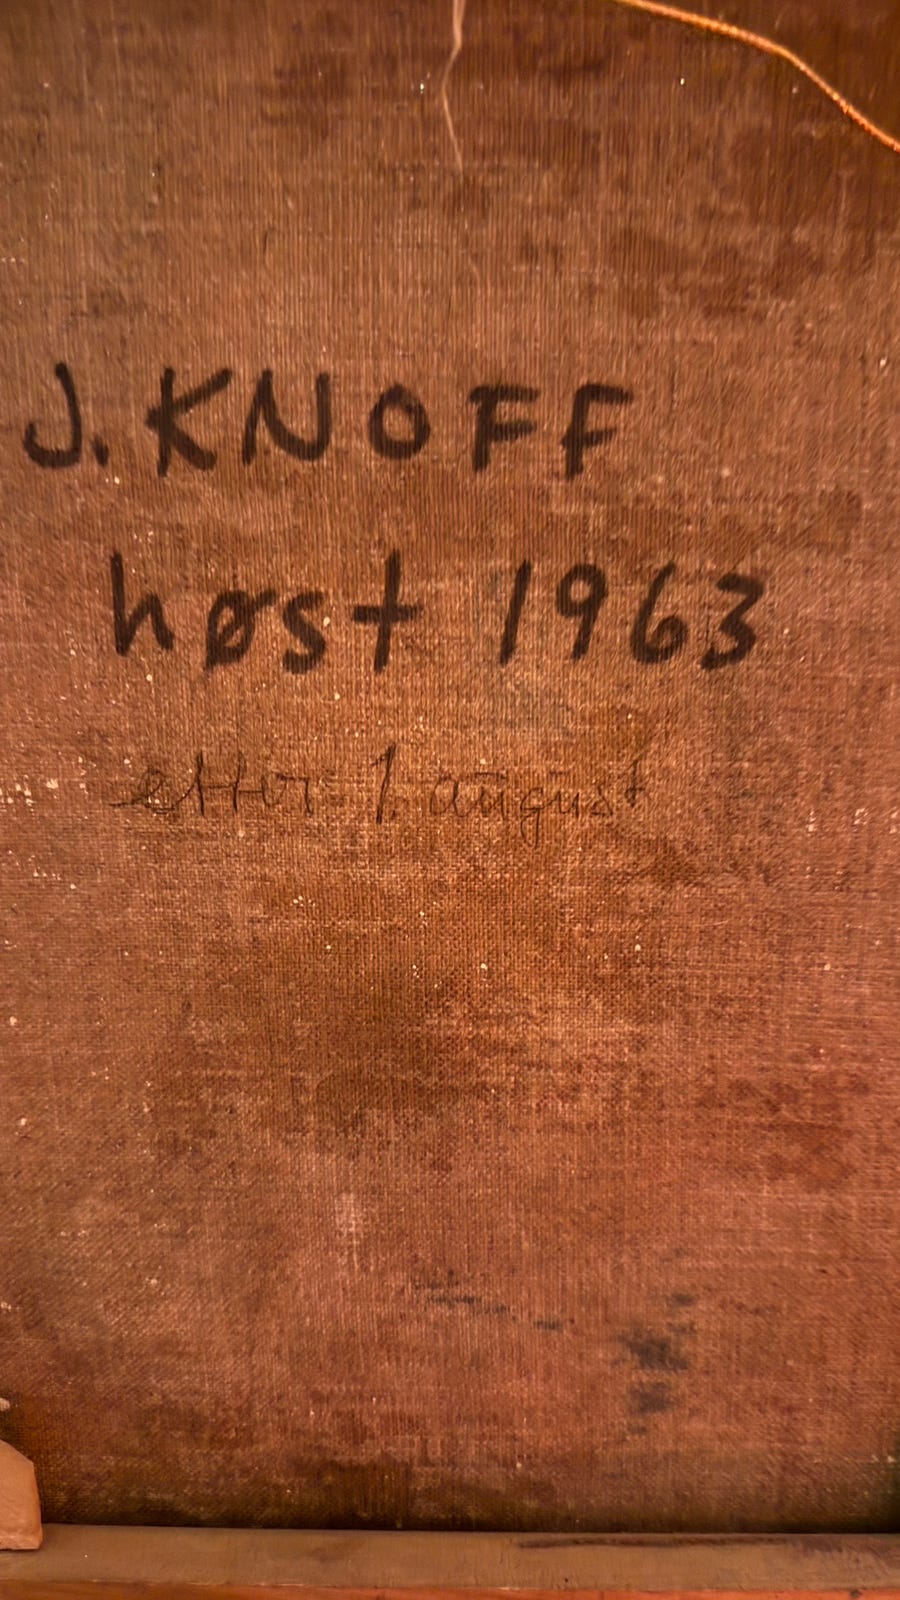 J. KNOFF
høst 1963
etter 1. august